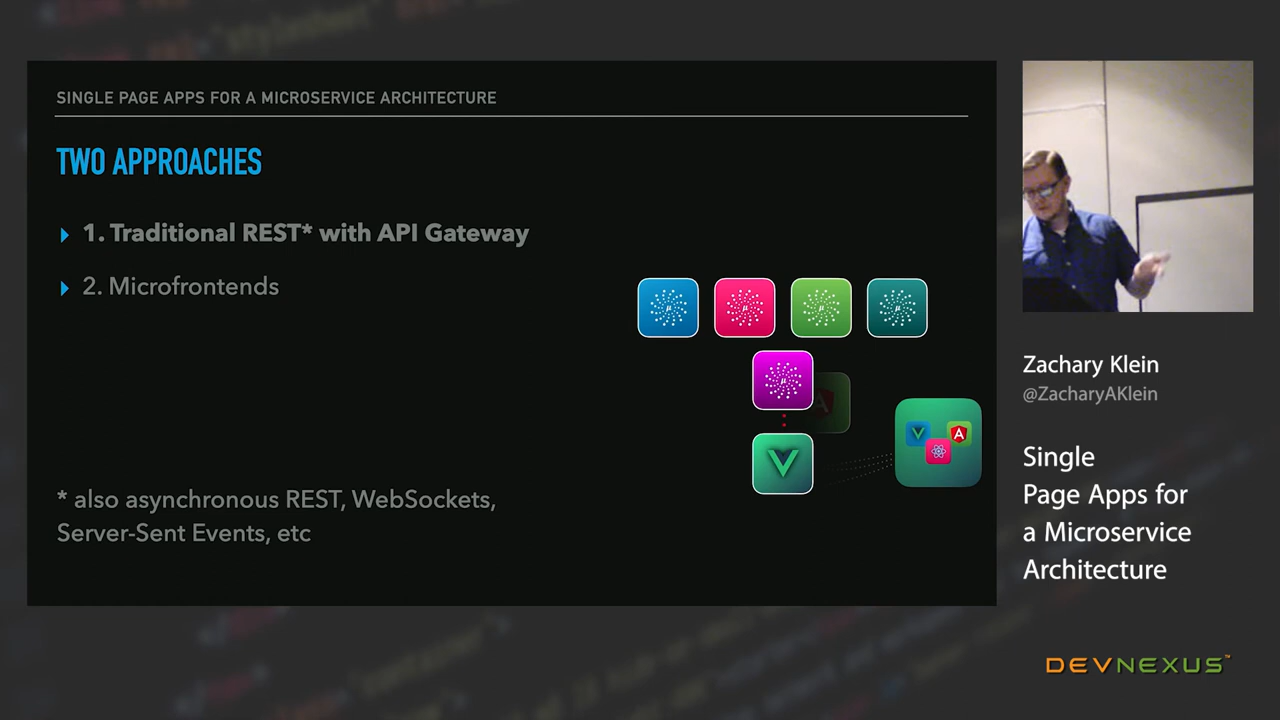 SINGLE PAGE APPS FOR A MICROSERVICE ARCHITECTURE
TWO APPROACHES
1. Traditional REST* with API Gateway
2. Microfrontends
* also asynchronous REST, WebSockets,
Server-Sent Events, etc
Zachary Klein
@ZacharyAKlein
Single
Page Apps for
a Microservice
Architecture
DEVNEXUS™